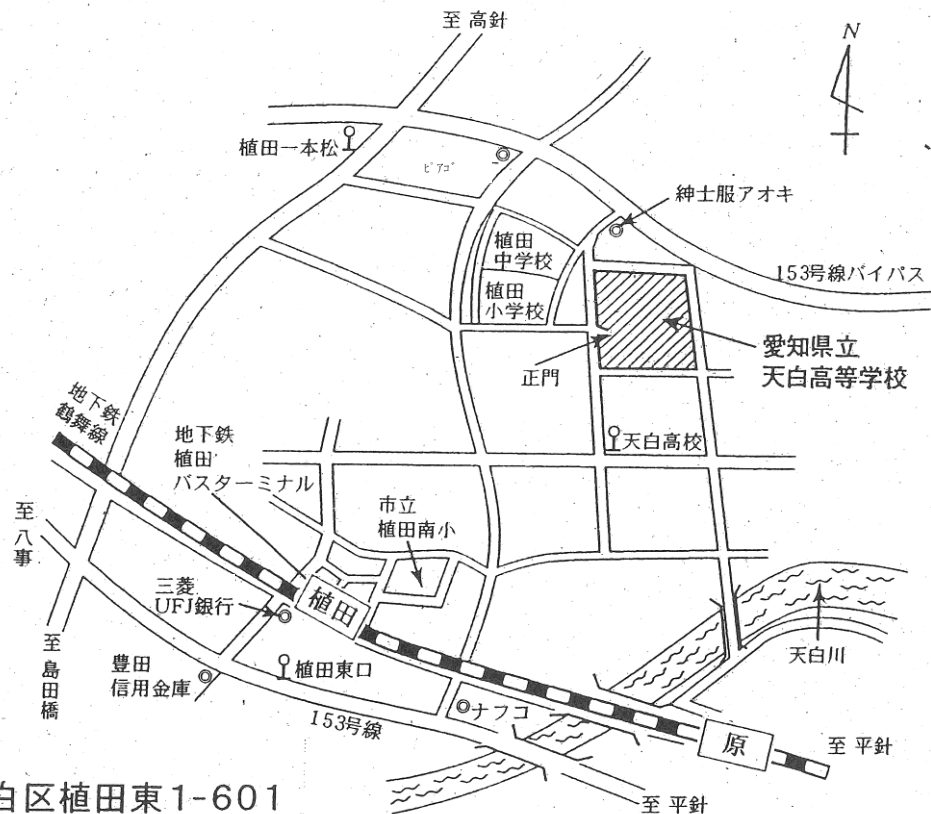 至 高針
N
植田一本松
ピアゴ
紳士服アオキ
植田
中学校
植田
小学校
153号線バイパス
愛知県立
天白高等学校
正門
地下鉄
鶴舞線
地下鉄
植田
バスターミナル
天白高校
市立
植田南小
至八事
三菱
UFJ銀行
植田
天白川
至島田橋
豊田
信用金庫
植田東口
ナフコ
153号線
原
至 平針
至 平針
白区植田東1-601